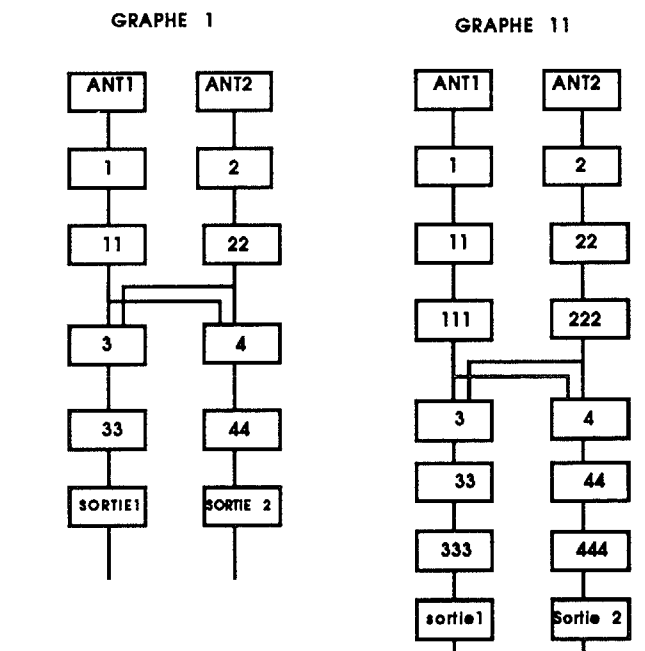 GRAPHE 1
ANT1 ANT2
1 2
11 22
3 4
33 44
SORTIE1 SORTIE 2
GRAPHE 11
ANT1 ANT2
1 2
11 22
111 222
3 4
33 44
333 444
sortie1 Sortie 2